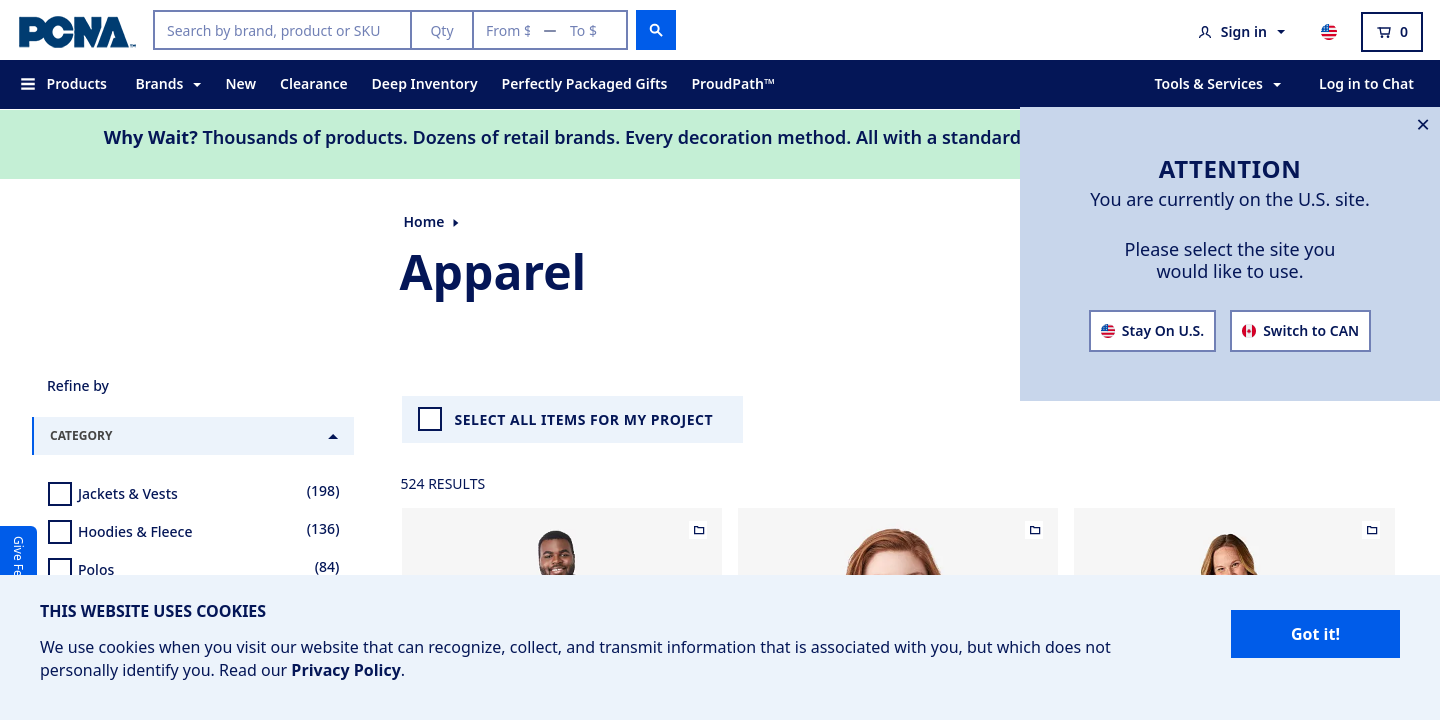 PCNA™
Search by brand, product or SKU
Qty
From $ — To $
Sign in
0
Products
Brands
New
Clearance
Deep Inventory
Perfectly Packaged Gifts
ProudPath™
Tools & Services
Log in to Chat
Why Wait? Thousands of products. Dozens of retail brands. Every decoration method. All with a standard
ATTENTION
You are currently on the U.S. site.
Please select the site you
would like to use.
Stay On U.S.
Switch to CAN
Home
Apparel
Refine by
CATEGORY
Jackets & Vests (198)
Hoodies & Fleece (136)
Polos (84)
SELECT ALL ITEMS FOR MY PROJECT
524 RESULTS
Give Fe
THIS WEBSITE USES COOKIES
We use cookies when you visit our website that can recognize, collect, and transmit information that is associated with you, but which does not
personally identify you. Read our Privacy Policy.
Got it!